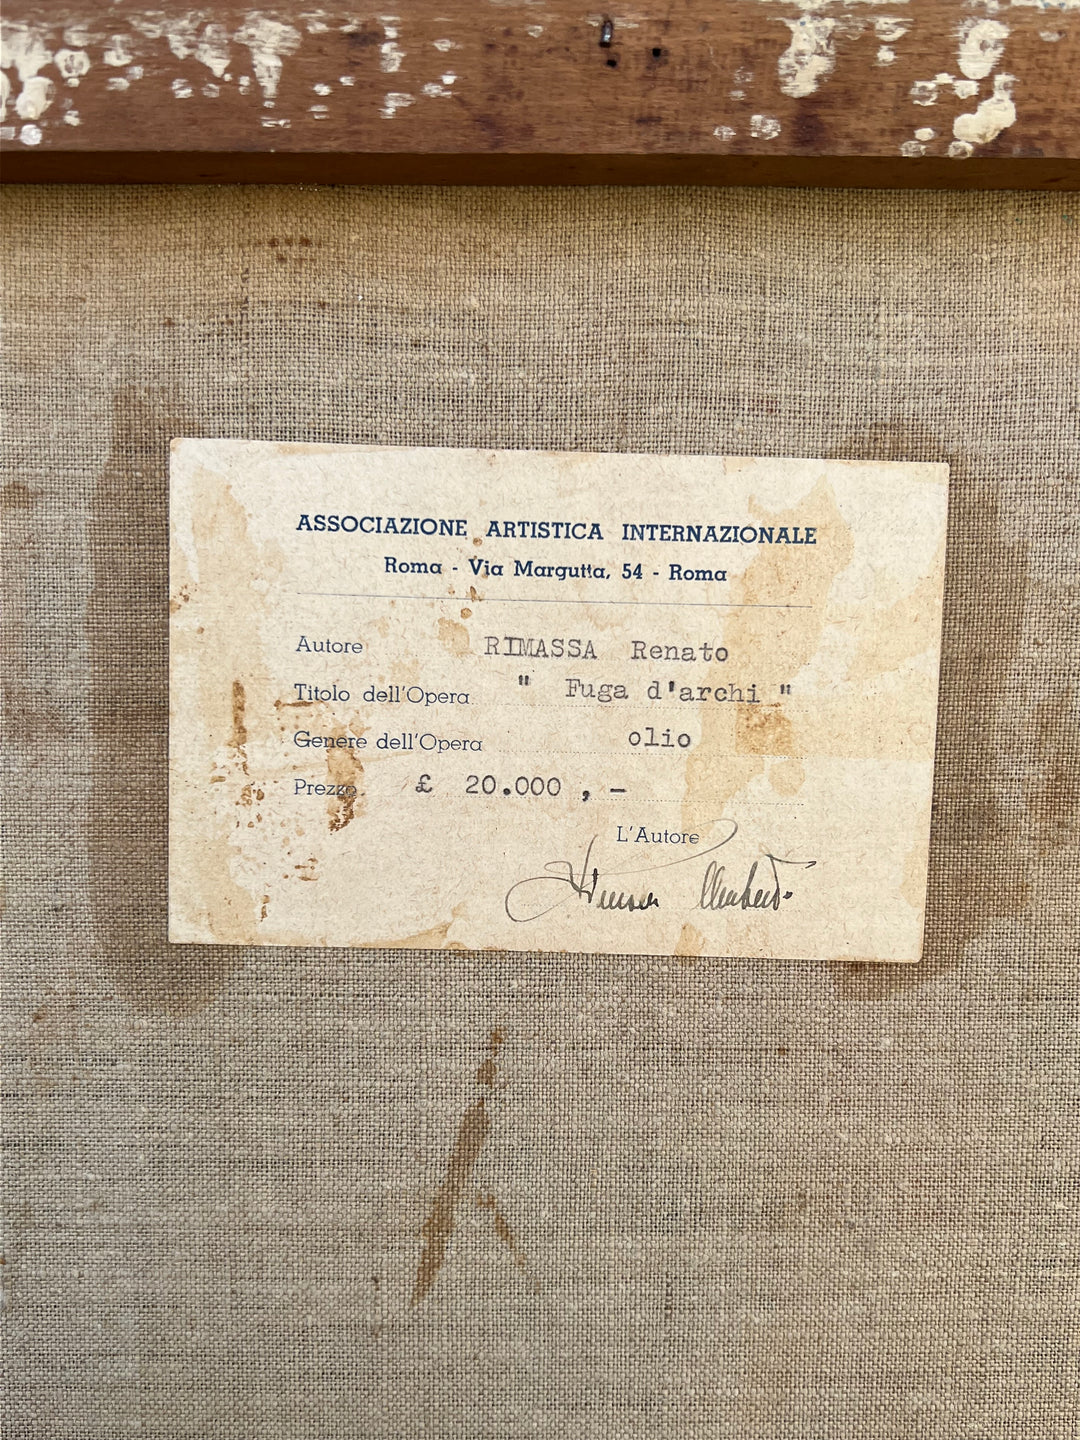 ASSOCIAZIONE ARTISTICA INTERNAZIONALE
Roma - Via Margutta, 54 - Roma
Autore RIMASSA Renato
Titolo dell'Opera " Fuga d'archi "
Genere dell'Opera olio
Prezzo £ 20.000 , -
L'Autore